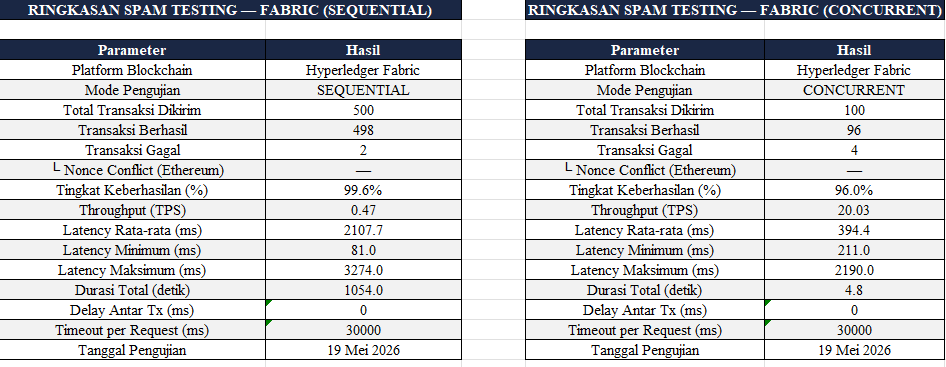 RINGKASAN SPAM TESTING — FABRIC (SEQUENTIAL)
Parameter Hasil
Platform Blockchain Hyperledger Fabric
Mode Pengujian SEQUENTIAL
Total Transaksi Dikirim 500
Transaksi Berhasil 498
Transaksi Gagal 2
└ Nonce Conflict (Ethereum) —
Tingkat Keberhasilan (%) 99.6%
Throughput (TPS) 0.47
Latency Rata-rata (ms) 2107.7
Latency Minimum (ms) 81.0
Latency Maksimum (ms) 3274.0
Durasi Total (detik) 1054.0
Delay Antar Tx (ms) 0
Timeout per Request (ms) 30000
Tanggal Pengujian 19 Mei 2026
RINGKASAN SPAM TESTING — FABRIC (CONCURRENT)
Parameter Hasil
Platform Blockchain Hyperledger Fabric
Mode Pengujian CONCURRENT
Total Transaksi Dikirim 100
Transaksi Berhasil 96
Transaksi Gagal 4
└ Nonce Conflict (Ethereum) —
Tingkat Keberhasilan (%) 96.0%
Throughput (TPS) 20.03
Latency Rata-rata (ms) 394.4
Latency Minimum (ms) 211.0
Latency Maksimum (ms) 2190.0
Durasi Total (detik) 4.8
Delay Antar Tx (ms) 0
Timeout per Request (ms) 30000
Tanggal Pengujian 19 Mei 2026